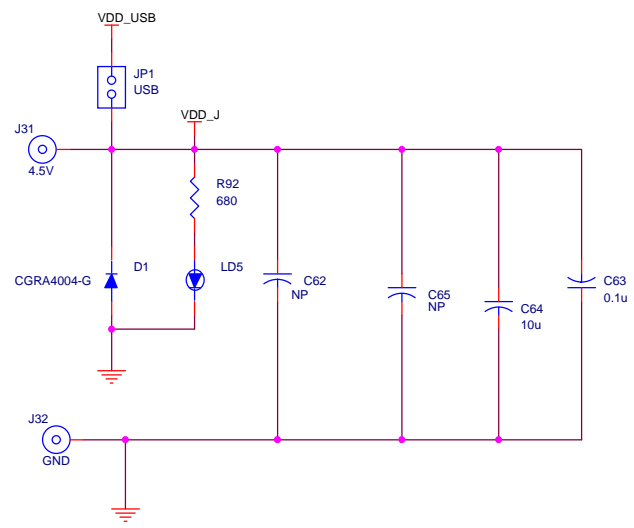 VDD_USB
JP1
USB
VDD_J
J31
4.5V
R92
680
D1
LD5
CGRA4004-G
C62
NP
C65
NP
C64
10u
C63
0.1u
J32
GND